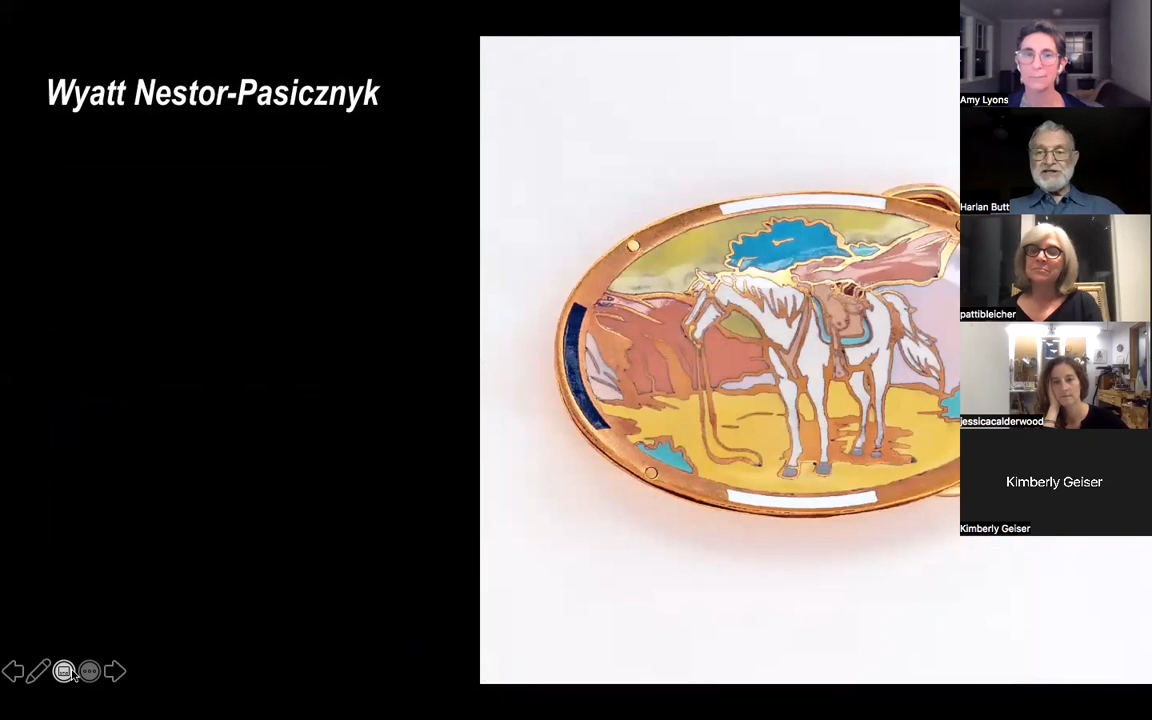 Wyatt Nestor-Pasicznyk
Amy Lyons
Harlan Butt
pattibleicher
jessicacalderwood
Kimberly Geiser
Kimberly Geiser